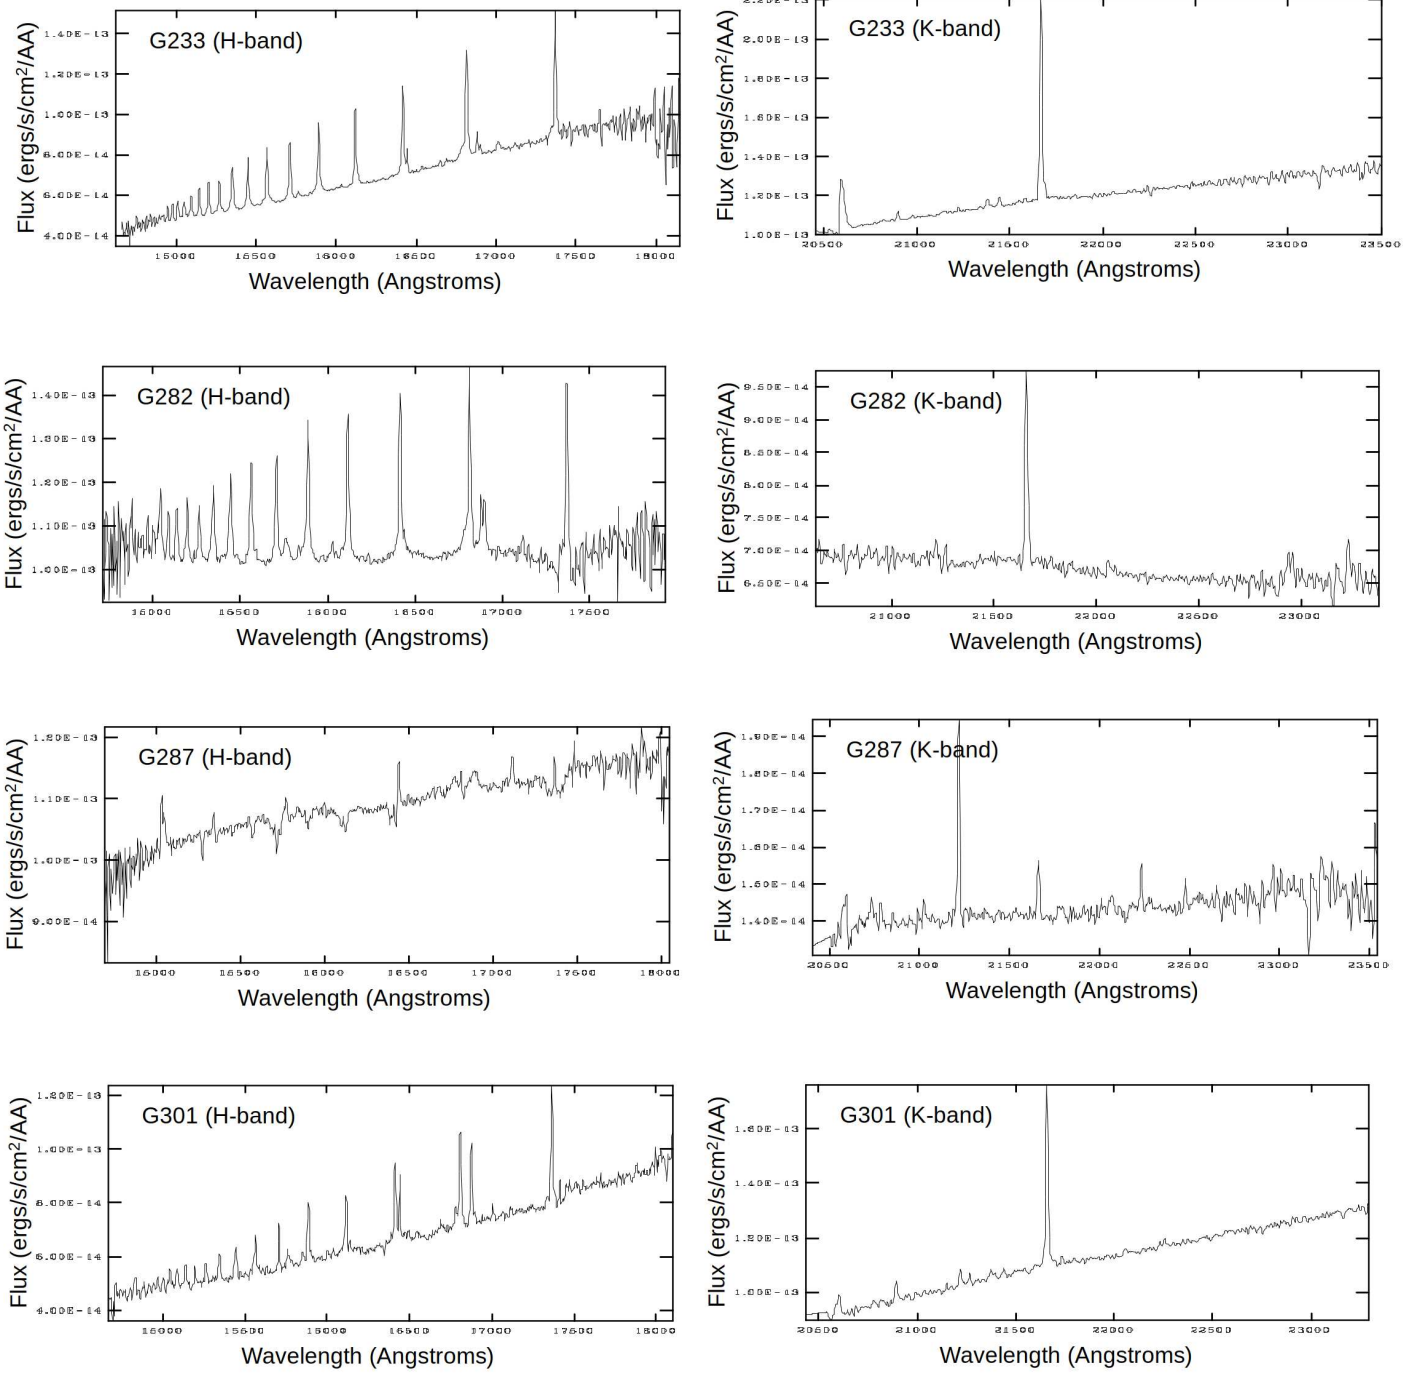 G233 (H-band)
Flux (ergs/s/cm²/AA)
1.40E-13
1.20E-13
1.00E-13
8.00E-14
6.00E-14
4.00E-14
15000 15500 16000 16500 17000 17500 18000
Wavelength (Angstroms)
G233 (K-band)
Flux (ergs/s/cm²/AA)
2.20E-13
2.00E-13
1.80E-13
1.60E-13
1.40E-13
1.20E-13
1.00E-13
20500 21000 21500 22000 22500 23000 23500
Wavelength (Angstroms)
G282 (H-band)
Flux (ergs/s/cm²/AA)
1.40E-13
1.30E-13
1.20E-13
1.10E-13
1.00E-13
15000 15500 16000 16500 17000 17500
Wavelength (Angstroms)
G282 (K-band)
Flux (ergs/s/cm²/AA)
9.50E-14
9.00E-14
8.50E-14
8.00E-14
7.50E-14
7.00E-14
6.50E-14
21000 21500 22000 22500 23000
Wavelength (Angstroms)
G287 (H-band)
Flux (ergs/s/cm²/AA)
1.20E-13
1.10E-13
1.00E-13
9.00E-14
15000 15500 16000 16500 17000 17500 18000
Wavelength (Angstroms)
G287 (K-band)
Flux (ergs/s/cm²/AA)
1.90E-14
1.80E-14
1.70E-14
1.60E-14
1.50E-14
1.40E-14
20500 21000 21500 22000 22500 23000 23500
Wavelength (Angstroms)
G301 (H-band)
Flux (ergs/s/cm²/AA)
1.20E-13
1.00E-13
8.00E-14
6.00E-14
4.00E-14
15000 15500 16000 16500 17000 17500 18000
Wavelength (Angstroms)
G301 (K-band)
Flux (ergs/s/cm²/AA)
1.60E-13
1.40E-13
1.20E-13
1.00E-13
20500 21000 21500 22000 22500 23000
Wavelength (Angstroms)